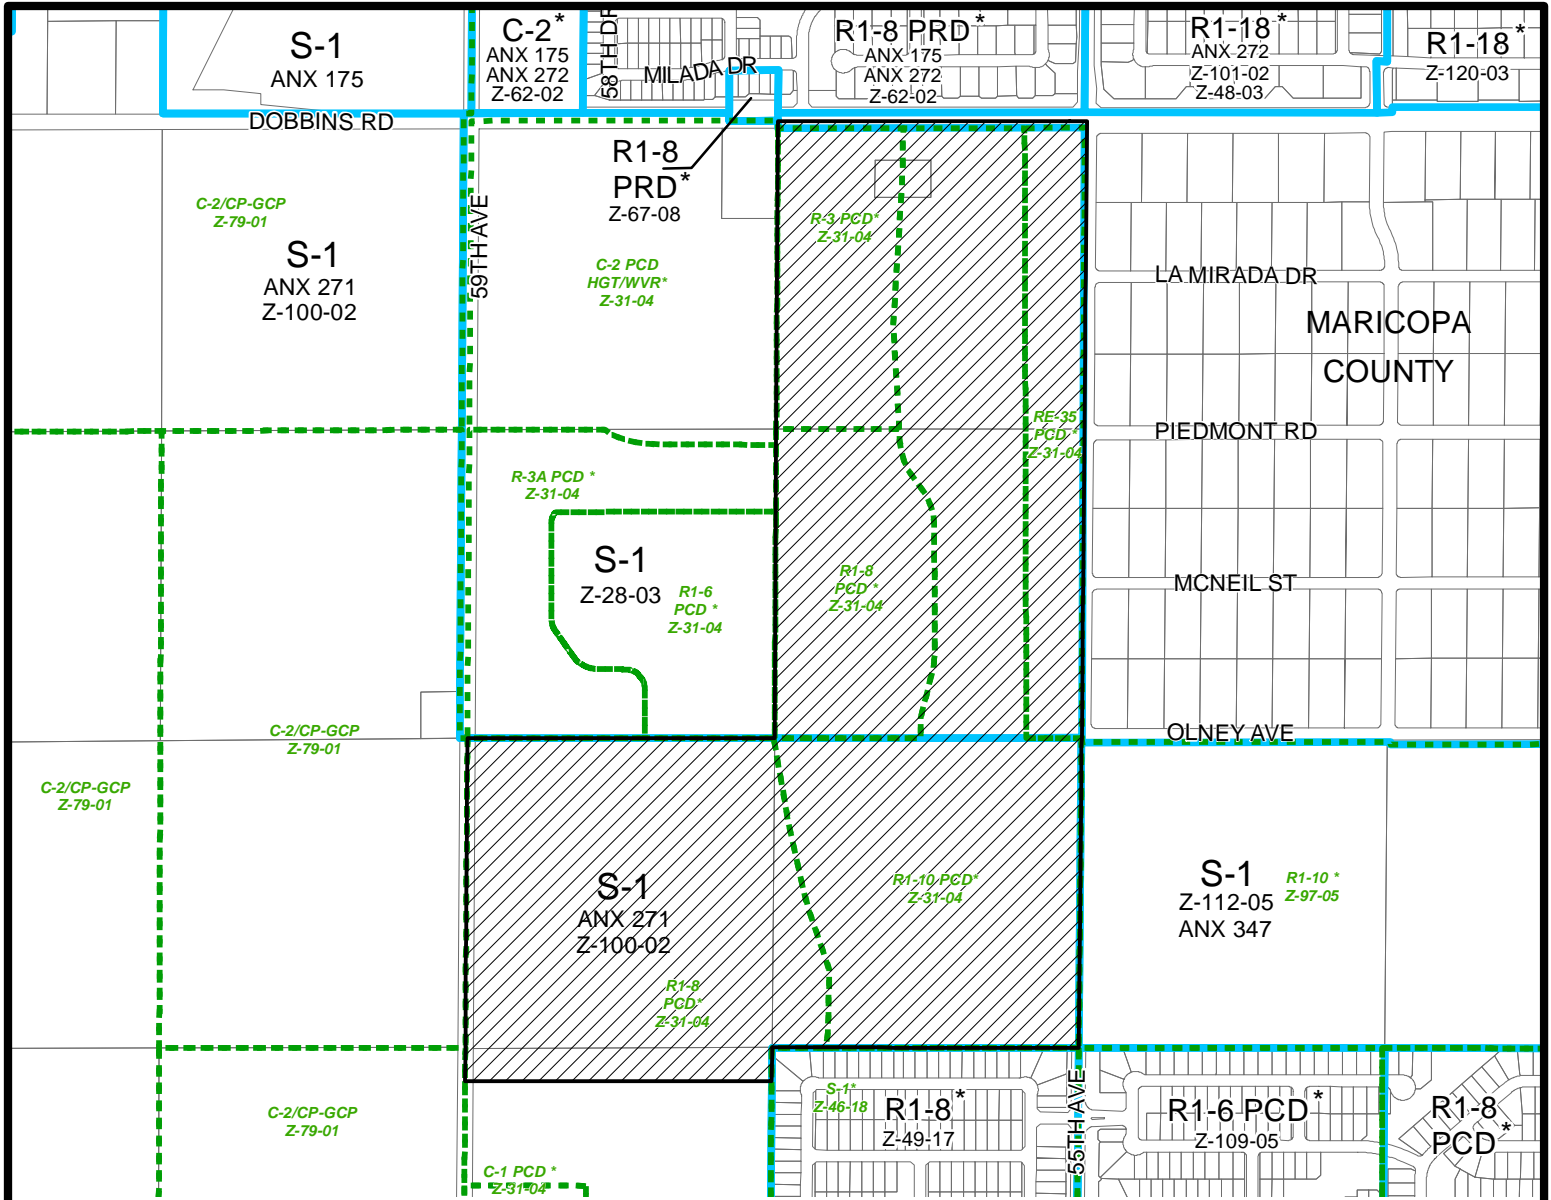 S-1
ANX 175
C-2*
ANX 175
ANX 272
Z-62-02
58TH DR
MILADA DR
R1-8 PRD*
ANX 175
ANX 272
Z-62-02
R1-18*
ANX 272
Z-101-02
Z-48-03
R1-18*
Z-120-03
DOBBINS RD
R1-8
PRD*
Z-67-08
C-2/CP-GCP
Z-79-01
S-1
ANX 271
Z-100-02
59TH AVE
C-2 PCD
HGT/WVR*
Z-31-04
R-3 PCD*
Z-31-04
LA MIRADA DR
MARICOPA
COUNTY
RE-35
PCD *
Z-31-04
PIEDMONT RD
R-3A PCD *
Z-31-04
S-1
Z-28-03
R1-6
PCD *
Z-31-04
R1-8
PCD *
Z-31-04
MCNEIL ST
OLNEY AVE
C-2/CP-GCP
Z-79-01
C-2/CP-GCP
Z-79-01
S-1
ANX 271
Z-100-02
R1-10 PCD*
Z-31-04
S-1
Z-112-05
ANX 347
R1-10 *
Z-97-05
R1-8
PCD*
Z-31-04
C-2/CP-GCP
Z-79-01
S-1*
Z-46-18
R1-8*
Z-49-17
55TH AVE
R1-6 PCD*
Z-109-05
R1-8
PCD*
C-1 PCD *
Z-31-04